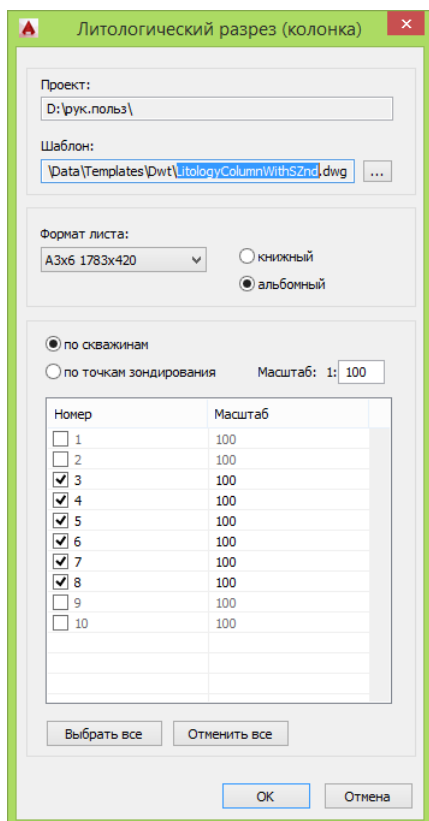 Литологический разрез (колонка)
Проект:
D:\рук.польз\
Шаблон:
\Data\Templates\Dwt\LitologyColumnWithSZnd.dwg ...
Формат листа:
А3х6 1783х420
книжный
альбомный
по скважинам
по точкам зондирования Масштаб: 1: 100
Номер Масштаб
1 100
2 100
3 100
4 100
5 100
6 100
7 100
8 100
9 100
10 100
Выбрать все Отменить все
OK Отмена